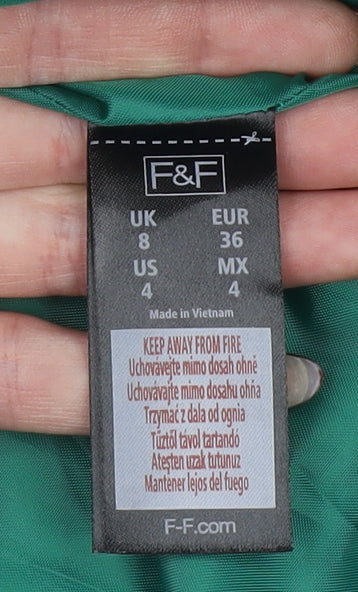 F&F
UK EUR
8 36
US MX
4 4
Made in Vietnam
KEEP AWAY FROM FIRE
Uchovávejte mimo dosah ohně
Uchovávajte mimo dosahu ohňa
Trzymać z dala od ognia
Tűztől távol tartandó
Ateşten uzak tutunuz
Mantener lejos del fuego
F-F.com